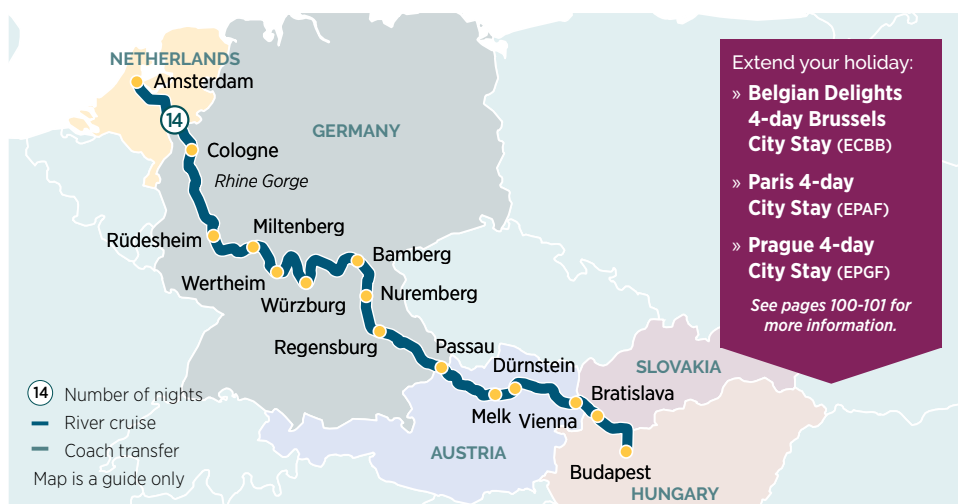 NETHERLANDS
Amsterdam
14
GERMANY
Cologne
Rhine Gorge
Miltenberg
Rüdesheim
Bamberg
Wertheim
Würzburg
Nuremberg
Regensburg
Passau
Dürnstein
SLOVAKIA
Bratislava
Melk
Vienna
AUSTRIA
Budapest
HUNGARY
14 Number of nights
River cruise
Coach transfer
Map is a guide only
Extend your holiday:
» Belgian Delights
4-day Brussels
City Stay (ECBB)
» Paris 4-day
City Stay (EPAF)
» Prague 4-day
City Stay (EPGF)
See pages 100-101 for
more information.